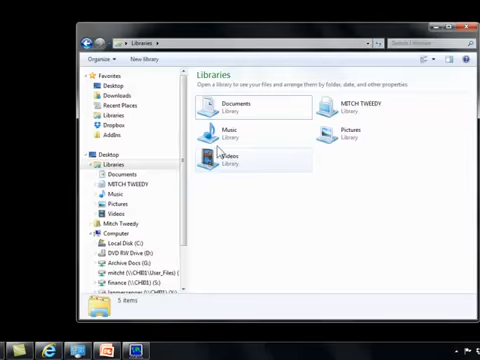 Libraries
Search Libraries
Organize
New library
Favorites
Desktop
Downloads
Recent Places
Libraries
Dropbox
AddIns
Desktop
Libraries
Documents
MITCH TWEEDY
Music
Pictures
Videos
Mitch Tweedy
Computer
Local Disk (C:)
DVD RW Drive (D:)
Archive Docs (G:)
mitcht (\\CHI01\User_Files) (
finance (\\CHI01) (S:)
Libraries
Open a library to see your files and arrange them by folder, date, and other properties.
Documents
Library
MITCH TWEEDY
Library
Music
Library
Pictures
Library
Videos
Library
5 items